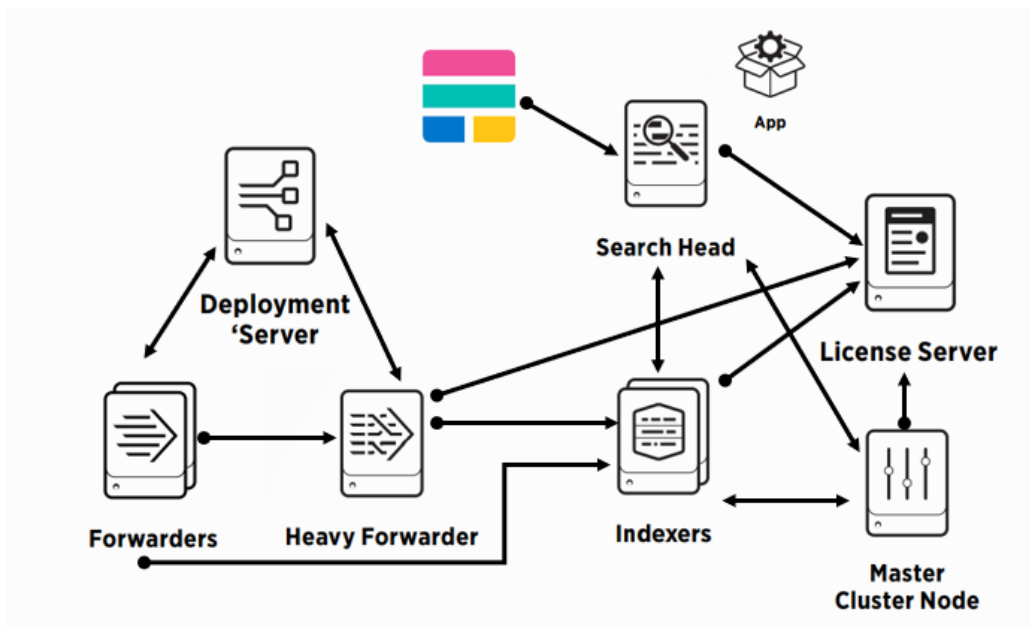 App
Search Head
Deployment
‘Server
License Server
Forwarders
Heavy Forwarder
Indexers
Master
Cluster Node